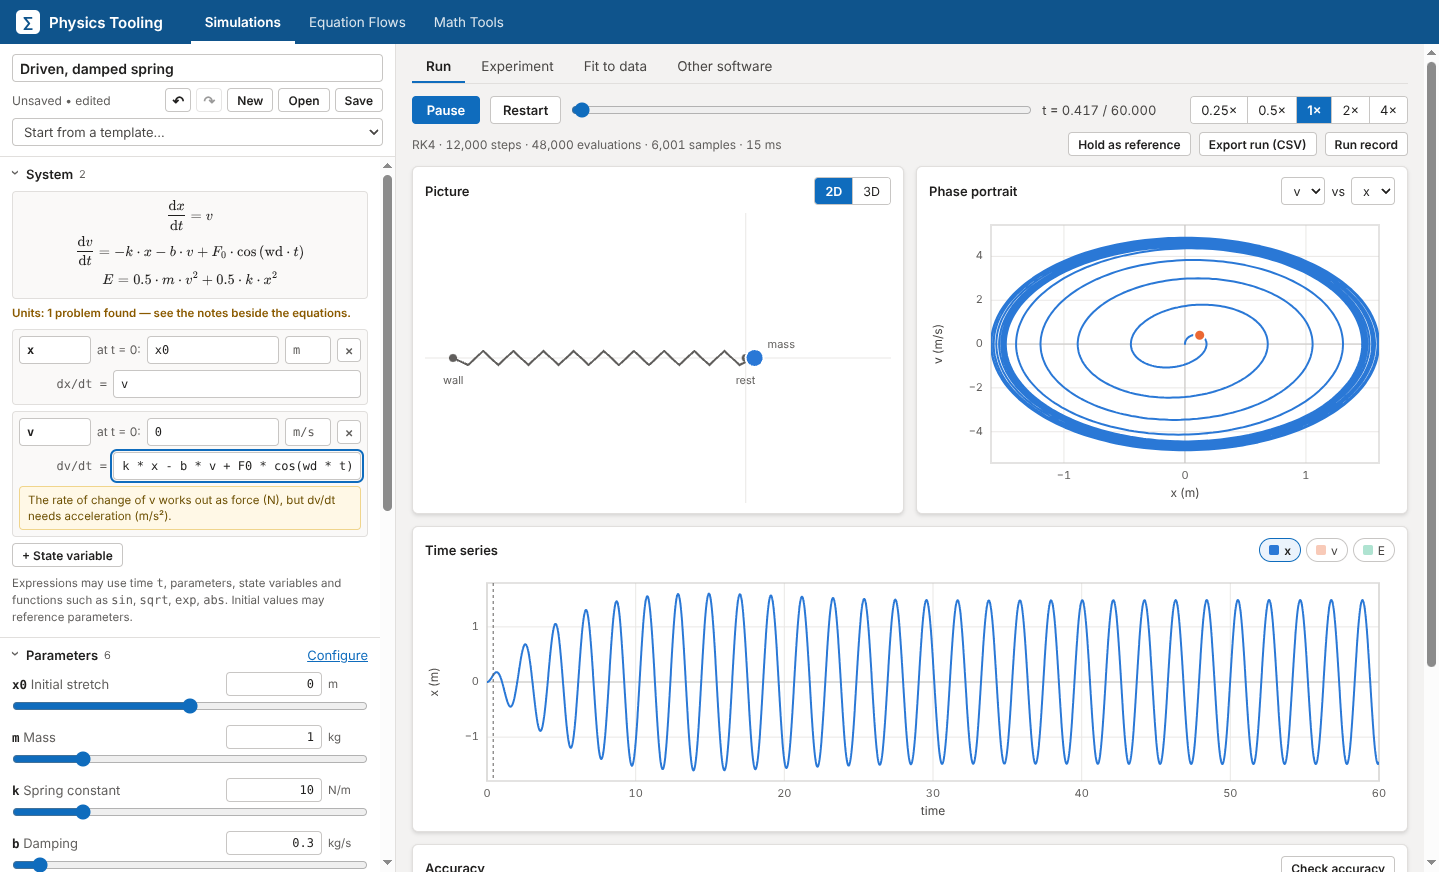 Σ Physics Tooling Simulations Equation Flows Math Tools
Driven, damped spring
Unsaved • edited ↶ ↷ New Open Save
Start from a template...
System 2
dx/dt = v
dv/dt = −k · x − b · v + F₀ · cos (wd · t)
E = 0.5 · m · v² + 0.5 · k · x²
Units: 1 problem found — see the notes beside the equations.
x at t = 0: x0 m ×
dx/dt = v
v at t = 0: 0 m/s ×
dv/dt = k * x - b * v + F0 * cos(wd * t)
The rate of change of v works out as force (N), but dv/dt
needs acceleration (m/s²).
+ State variable
Expressions may use time t, parameters, state variables and
functions such as sin, sqrt, exp, abs. Initial values may
reference parameters.
Parameters 6 Configure
x0 Initial stretch 0 m
m Mass 1 kg
k Spring constant 10 N/m
b Damping 0.3 kg/s
Run Experiment Fit to data Other software
Pause Restart t = 0.417 / 60.000 0.25× 0.5× 1× 2× 4×
RK4 · 12,000 steps · 48,000 evaluations · 6,001 samples · 15 ms Hold as reference Export run (CSV) Run record
Picture 2D 3D
mass
wall rest
Phase portrait v vs x
4
2
0
−2
−4
v (m/s)
−1 0 1
x (m)
Time series x v E
1
0
−1
x (m)
0 10 20 30 40 50 60
time
Accuracy Check accuracy